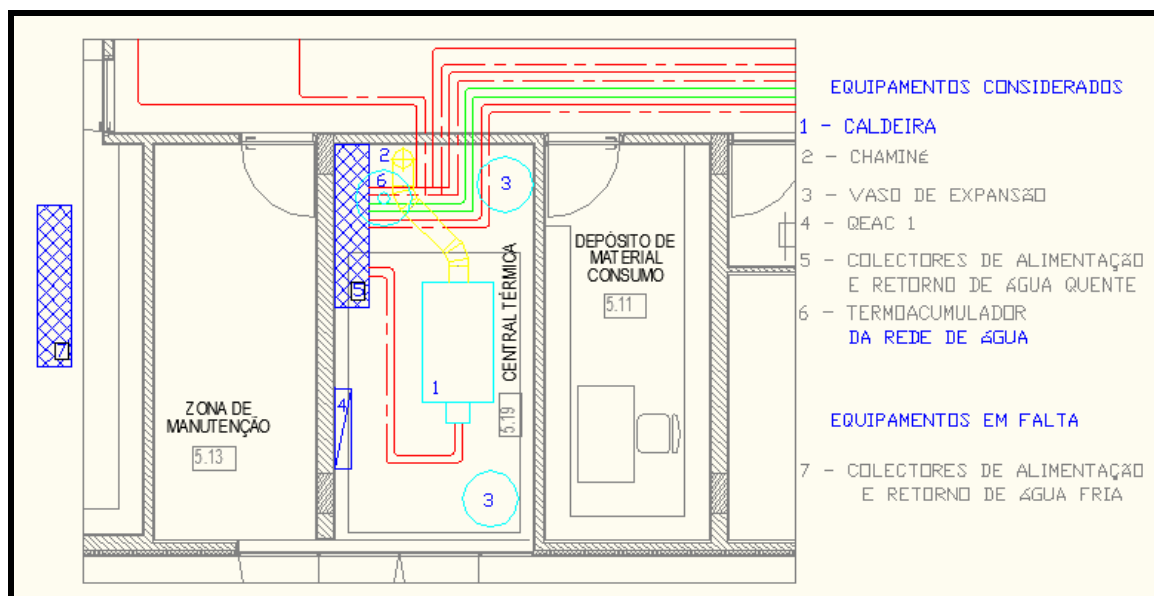 EQUIPAMENTOS CONSIDERADOS
1 - CALDEIRA
2 - CHAMINÉ
3 - VASO DE EXPANSÃO
4 - QEAC 1
5 - COLECTORES DE ALIMENTAÇÃO
E RETORNO DE ÁGUA QUENTE
6 - TERMOACUMULADOR
DA REDE DE ÁGUA
EQUIPAMENTOS EM FALTA
7 - COLECTORES DE ALIMENTAÇÃO
E RETORNO DE ÁGUA FRIA
2
6
3
5
7
4
1
3
CENTRAL TÉRMICA
5.19
ZONA DE
MANUTENÇÃO
5.13
DEPÓSITO DE
MATERIAL
CONSUMO
5.11